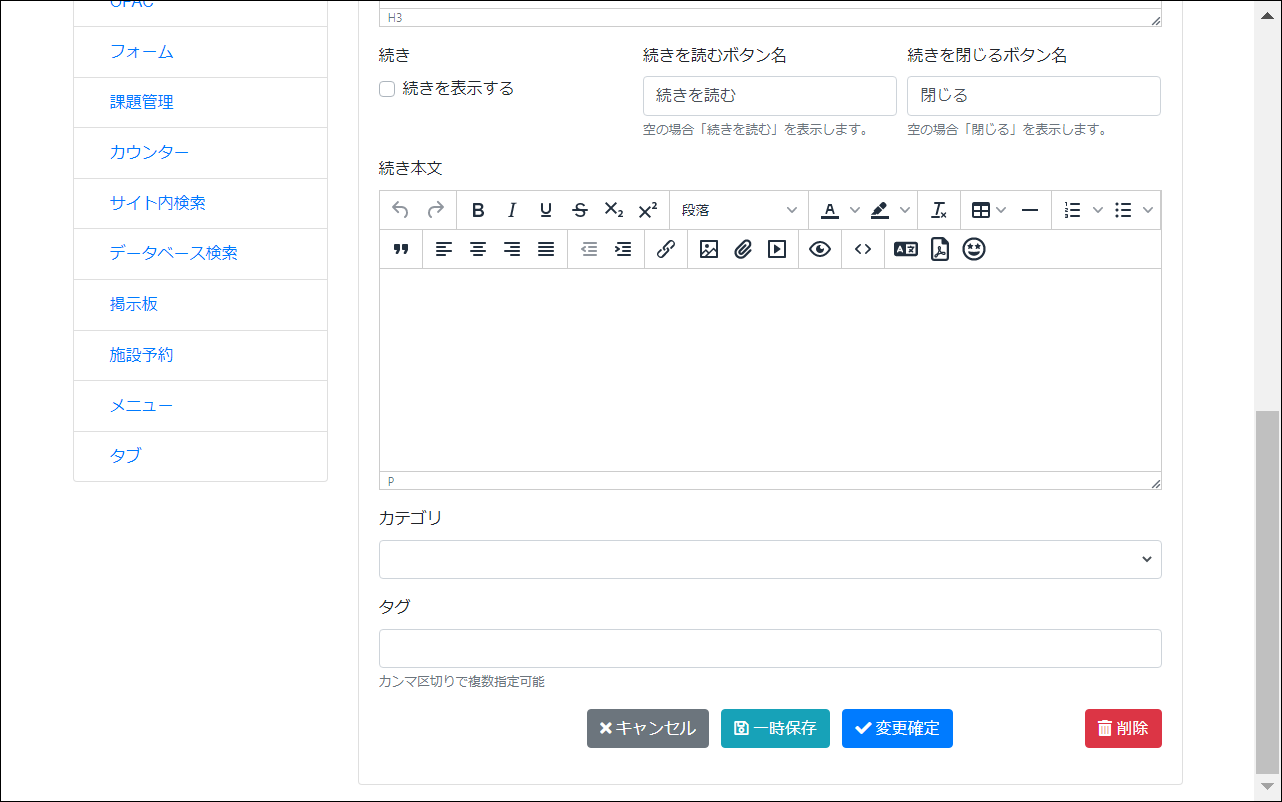 OPAC
フォーム
課題管理
カウンター
サイト内検索
データベース検索
掲示板
施設予約
メニュー
タブ
H3
続き
続きを読むボタン名
続きを閉じるボタン名
続きを表示する
続きを読む
閉じる
空の場合「続きを読む」を表示します。
空の場合「閉じる」を表示します。
続き本文
段落
P
カテゴリ
タグ
カンマ区切りで複数指定可能
キャンセル
一時保存
変更確定
削除